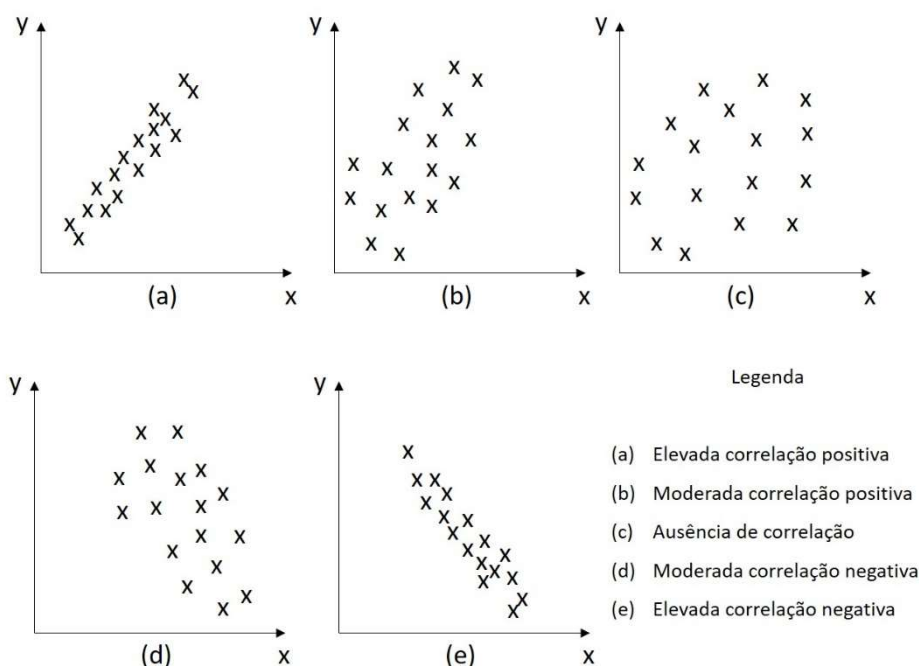 y
x
(a)
y
x
(b)
y
x
(c)
y
x
(d)
y
x
(e)
Legenda
(a) Elevada correlação positiva
(b) Moderada correlação positiva
(c) Ausência de correlação
(d) Moderada correlação negativa
(e) Elevada correlação negativa